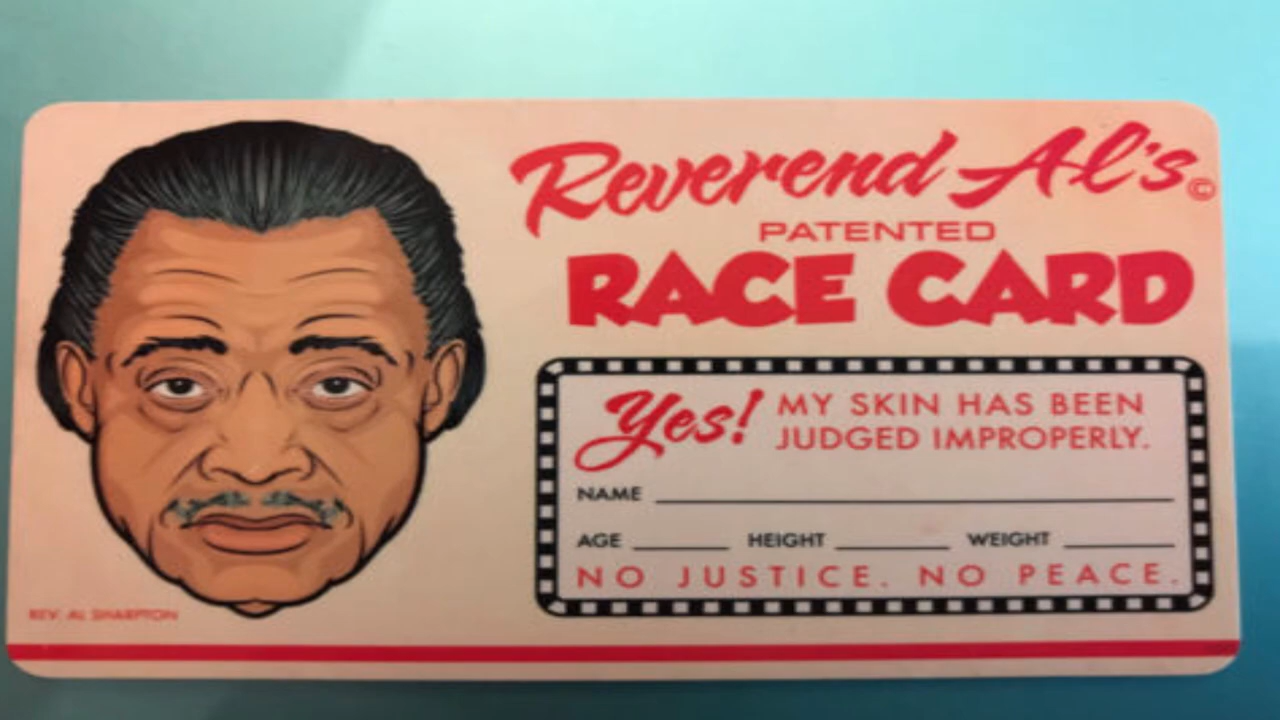 Reverend Al's ©
PATENTED
RACE CARD
Yes! MY SKIN HAS BEEN
JUDGED IMPROPERLY.
NAME
AGE HEIGHT WEIGHT
NO JUSTICE. NO PEACE.
REV. AL SHARPTON